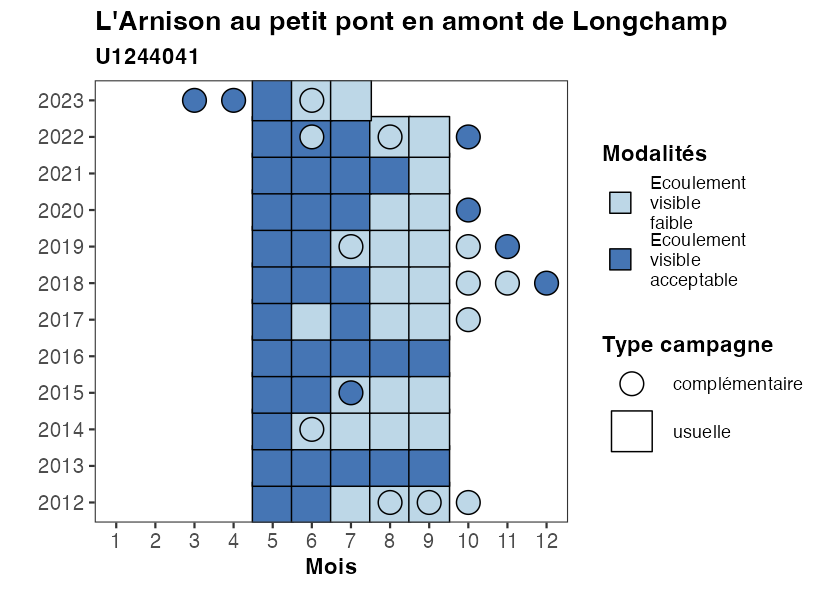 L'Arnison au petit pont en amont de Longchamp
U1244041
2023
2022
2021
2020
2019
2018
2017
2016
2015
2014
2013
2012
1 2 3 4 5 6 7 8 9 10 11 12
Mois
Modalités
Ecoulement
visible
faible
Ecoulement
visible
acceptable
Type campagne
complémentaire
usuelle